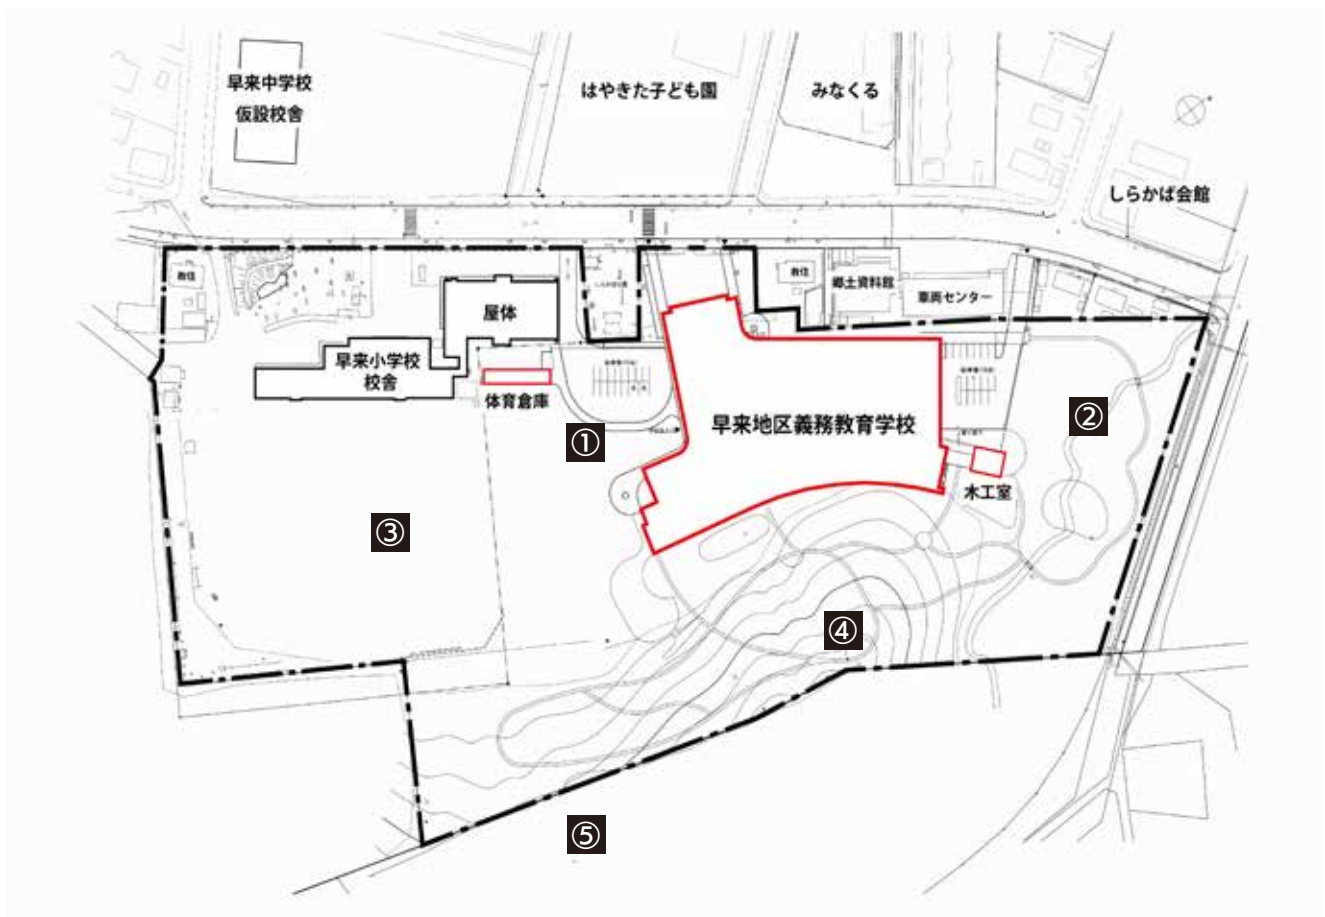 早来中学校
仮設校舎
はやきた子ども園
みなくる
しらかば会館
教住
教住
郷土資料館
車両センター
屋体
早来小学校
校舎
体育倉庫
早来地区義務教育学校
木工室
①
②
③
④
⑤